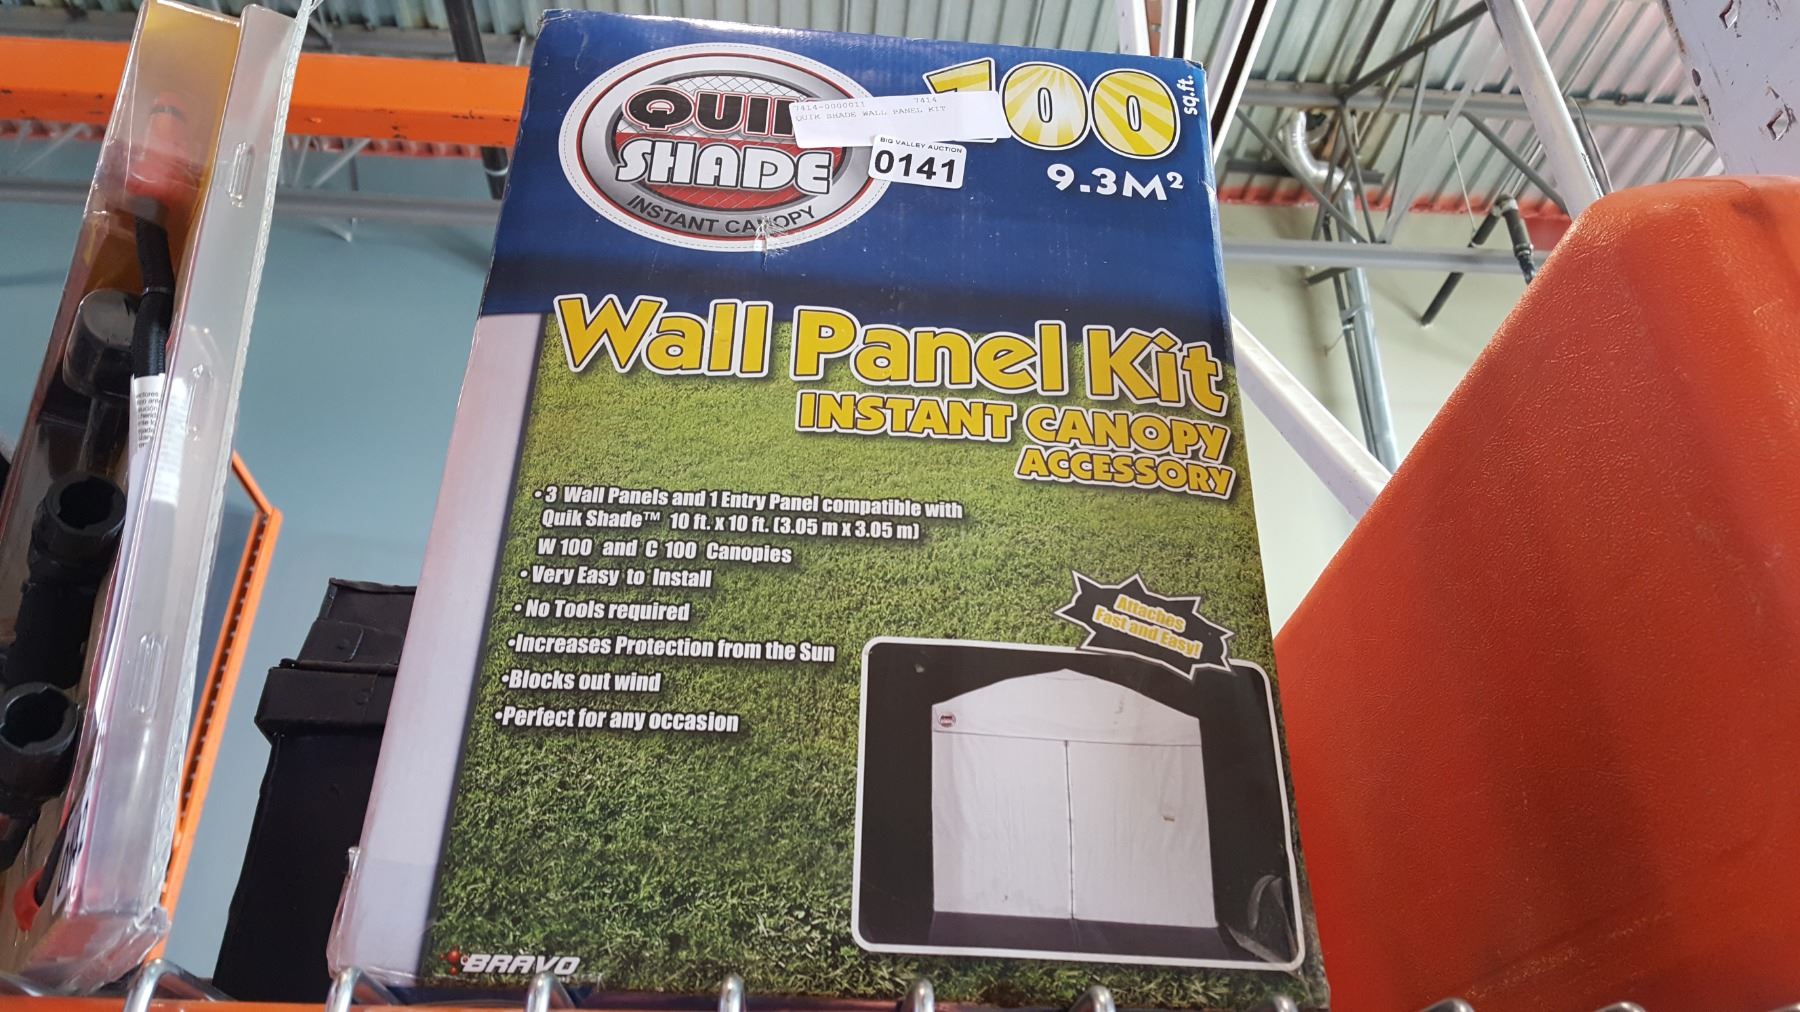 QUIK
SHADE
INSTANT CANOPY
7414-0000011 7414
QUIK SHADE WALL PANEL KIT
BIG VALLEY AUCTION
0141
100
sq.ft.
9.3M²
Wall Panel Kit
INSTANT CANOPY
ACCESSORY
•3 Wall Panels and 1 Entry Panel compatible with
Quik Shade™ 10 ft. x 10 ft. (3.05 m x 3.05 m)
W 100 and C 100 Canopies
•Very Easy to Install
•No Tools required
•Increases Protection from the Sun
•Blocks out wind
•Perfect for any occasion
Attaches
Fast and Easy!
BRAVO